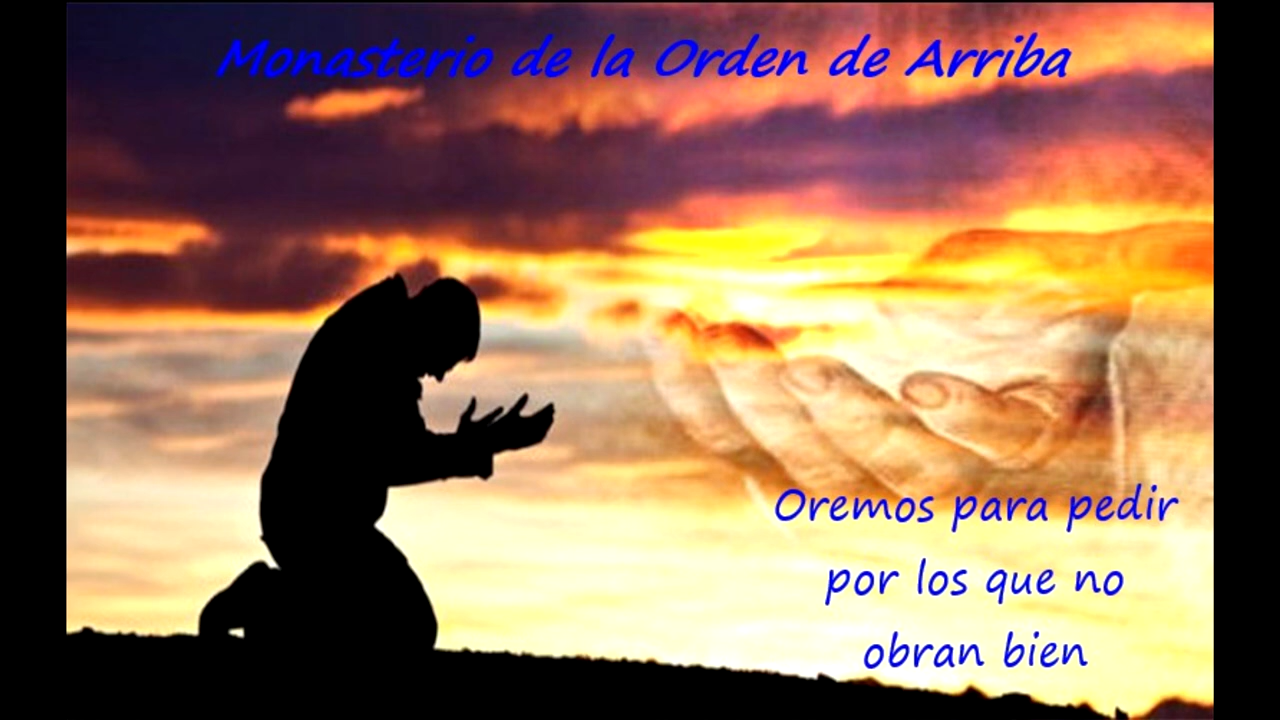 Monasterio de la Orden de Arriba
Oremos para pedir
por los que no
obran bien